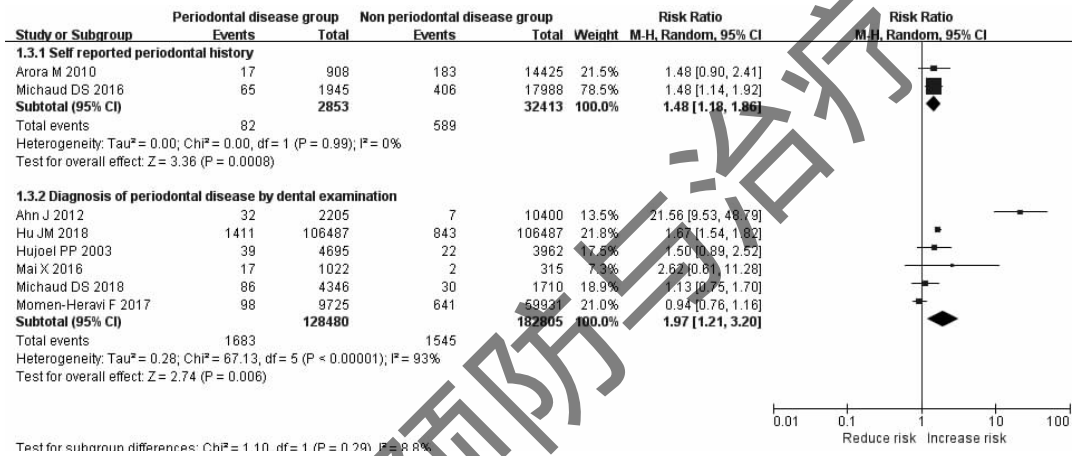 Periodontal disease group Non periodontal disease group Risk Ratio Risk Ratio
Study or Subgroup Events Total Events Total Weight M-H, Random, 95% CI M-H, Random, 95% CI
1.3.1 Self reported periodontal history
Arora M 2010 17 908 183 14425 21.5% 1.48 [0.90, 2.41]
Michaud DS 2016 65 1945 406 17988 78.5% 1.48 [1.14, 1.92]
Subtotal (95% CI) 2853 32413 100.0% 1.48 [1.18, 1.86]
Total events 82 589
Heterogeneity: Tau² = 0.00; Chi² = 0.00, df = 1 (P = 0.99); I² = 0%
Test for overall effect: Z = 3.36 (P = 0.0008)
1.3.2 Diagnosis of periodontal disease by dental examination
Ahn J 2012 32 2205 7 10400 13.5% 21.56 [9.53, 48.79]
Hu JM 2018 1411 106487 843 106487 21.8% 1.67 [1.54, 1.82]
Hujoel PP 2003 39 4695 22 3962 17.5% 1.50 [0.89, 2.52]
Mai X 2016 17 1022 2 315 7.3% 2.62 [0.61, 11.28]
Michaud DS 2018 86 4346 30 1710 18.9% 1.13 [0.75, 1.70]
Momen-Heravi F 2017 98 9725 641 59931 21.0% 0.94 [0.76, 1.16]
Subtotal (95% CI) 128480 182805 100.0% 1.97 [1.21, 3.20]
Total events 1683 1545
Heterogeneity: Tau² = 0.28; Chi² = 67.13, df = 5 (P < 0.00001); I² = 93%
Test for overall effect: Z = 2.74 (P = 0.006)
0.01 0.1 1 10 100
Reduce risk Increase risk
Test for subgroup differences: Chi² = 1.10, df = 1 (P = 0.29), I² = 8.8%
预防与治疗